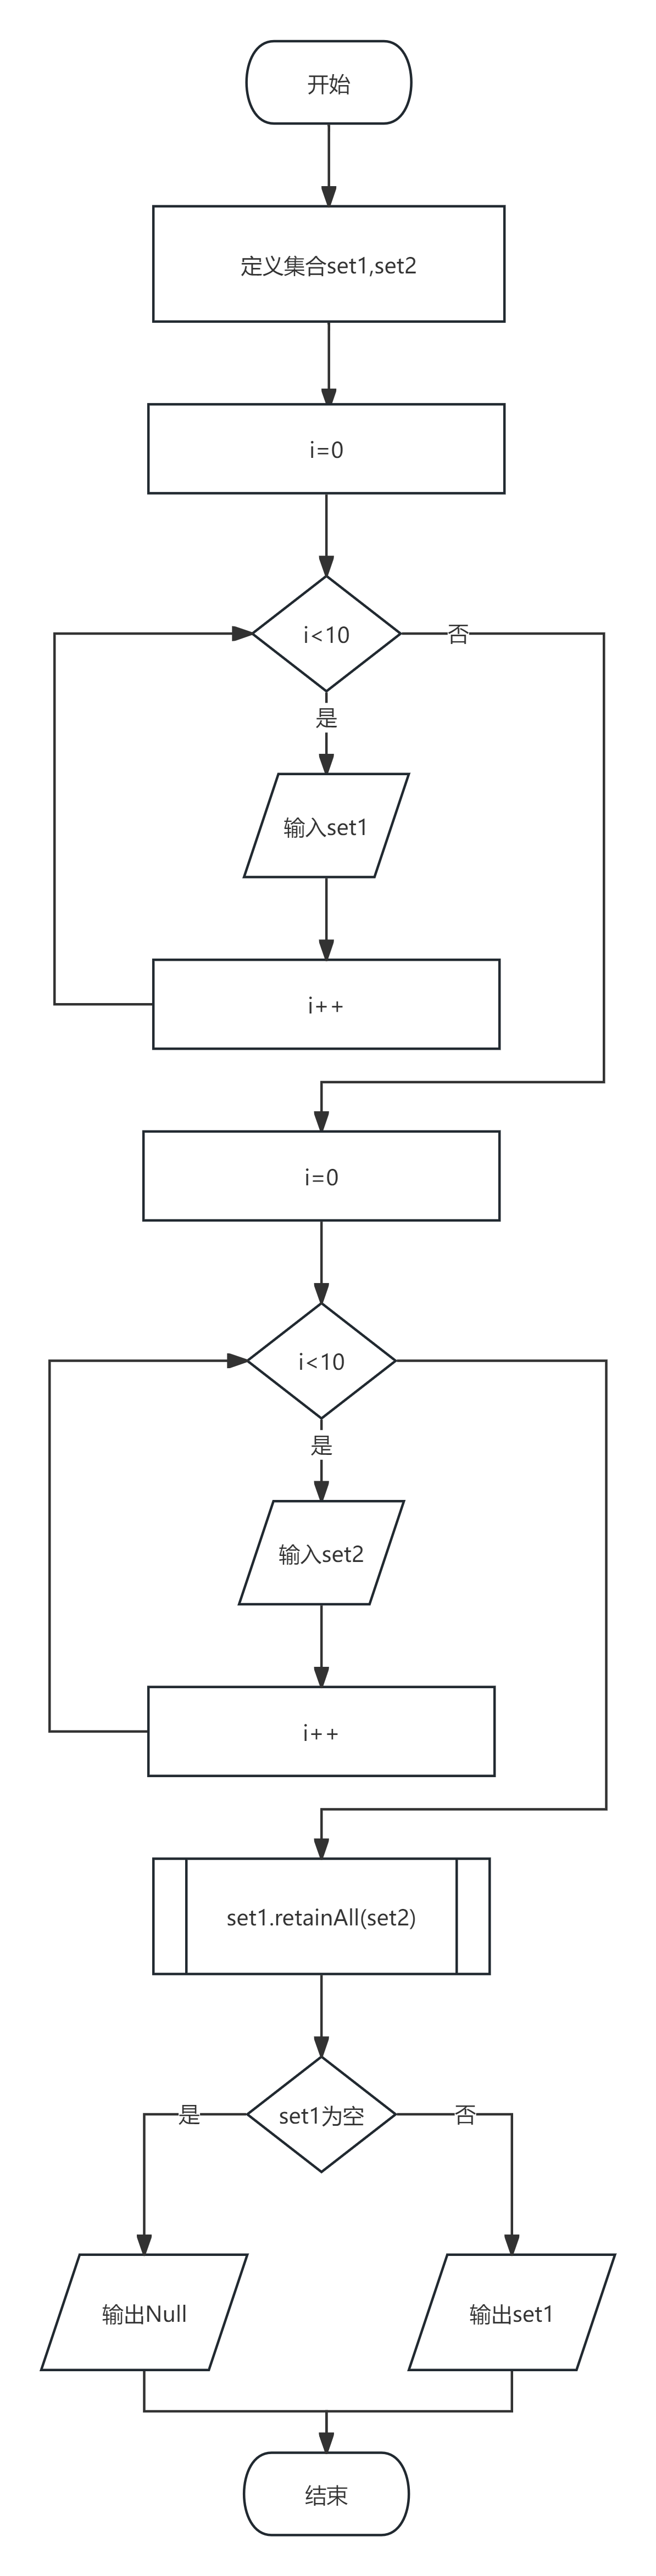 开始
定义集合set1,set2
i=0
i<10
否
是
输入set1
i++
i=0
i<10
是
输入set2
i++
set1.retainAll(set2)
是
set1为空
否
输出Null
输出set1
结束